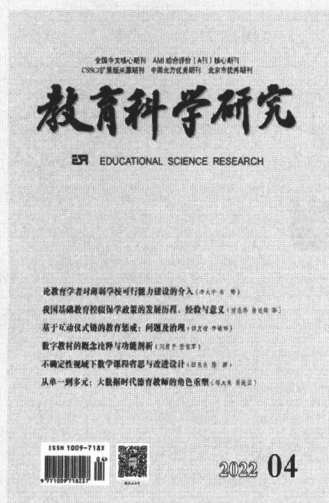 全国中文核心期刊 AMI综合评价（A刊）核心期刊
CSSCI扩展版来源期刊 中国北方优秀期刊 北京市优秀期刊
教育科学研究
ESR EDUCATIONAL SCIENCE RESEARCH
论教育学者对薄弱学校可行能力建设的介入
我国基础教育控辍保学政策的发展历程、经验与意义
基于互动仪式链的教育惩戒：问题及治理
数字教材的概念诠释与功能剖析
不确定性视域下数学课程省思与改进设计
从单一到多元：大数据时代德育教师的角色重塑
ISSN 1009-718X
04
9771009718227
2022 04